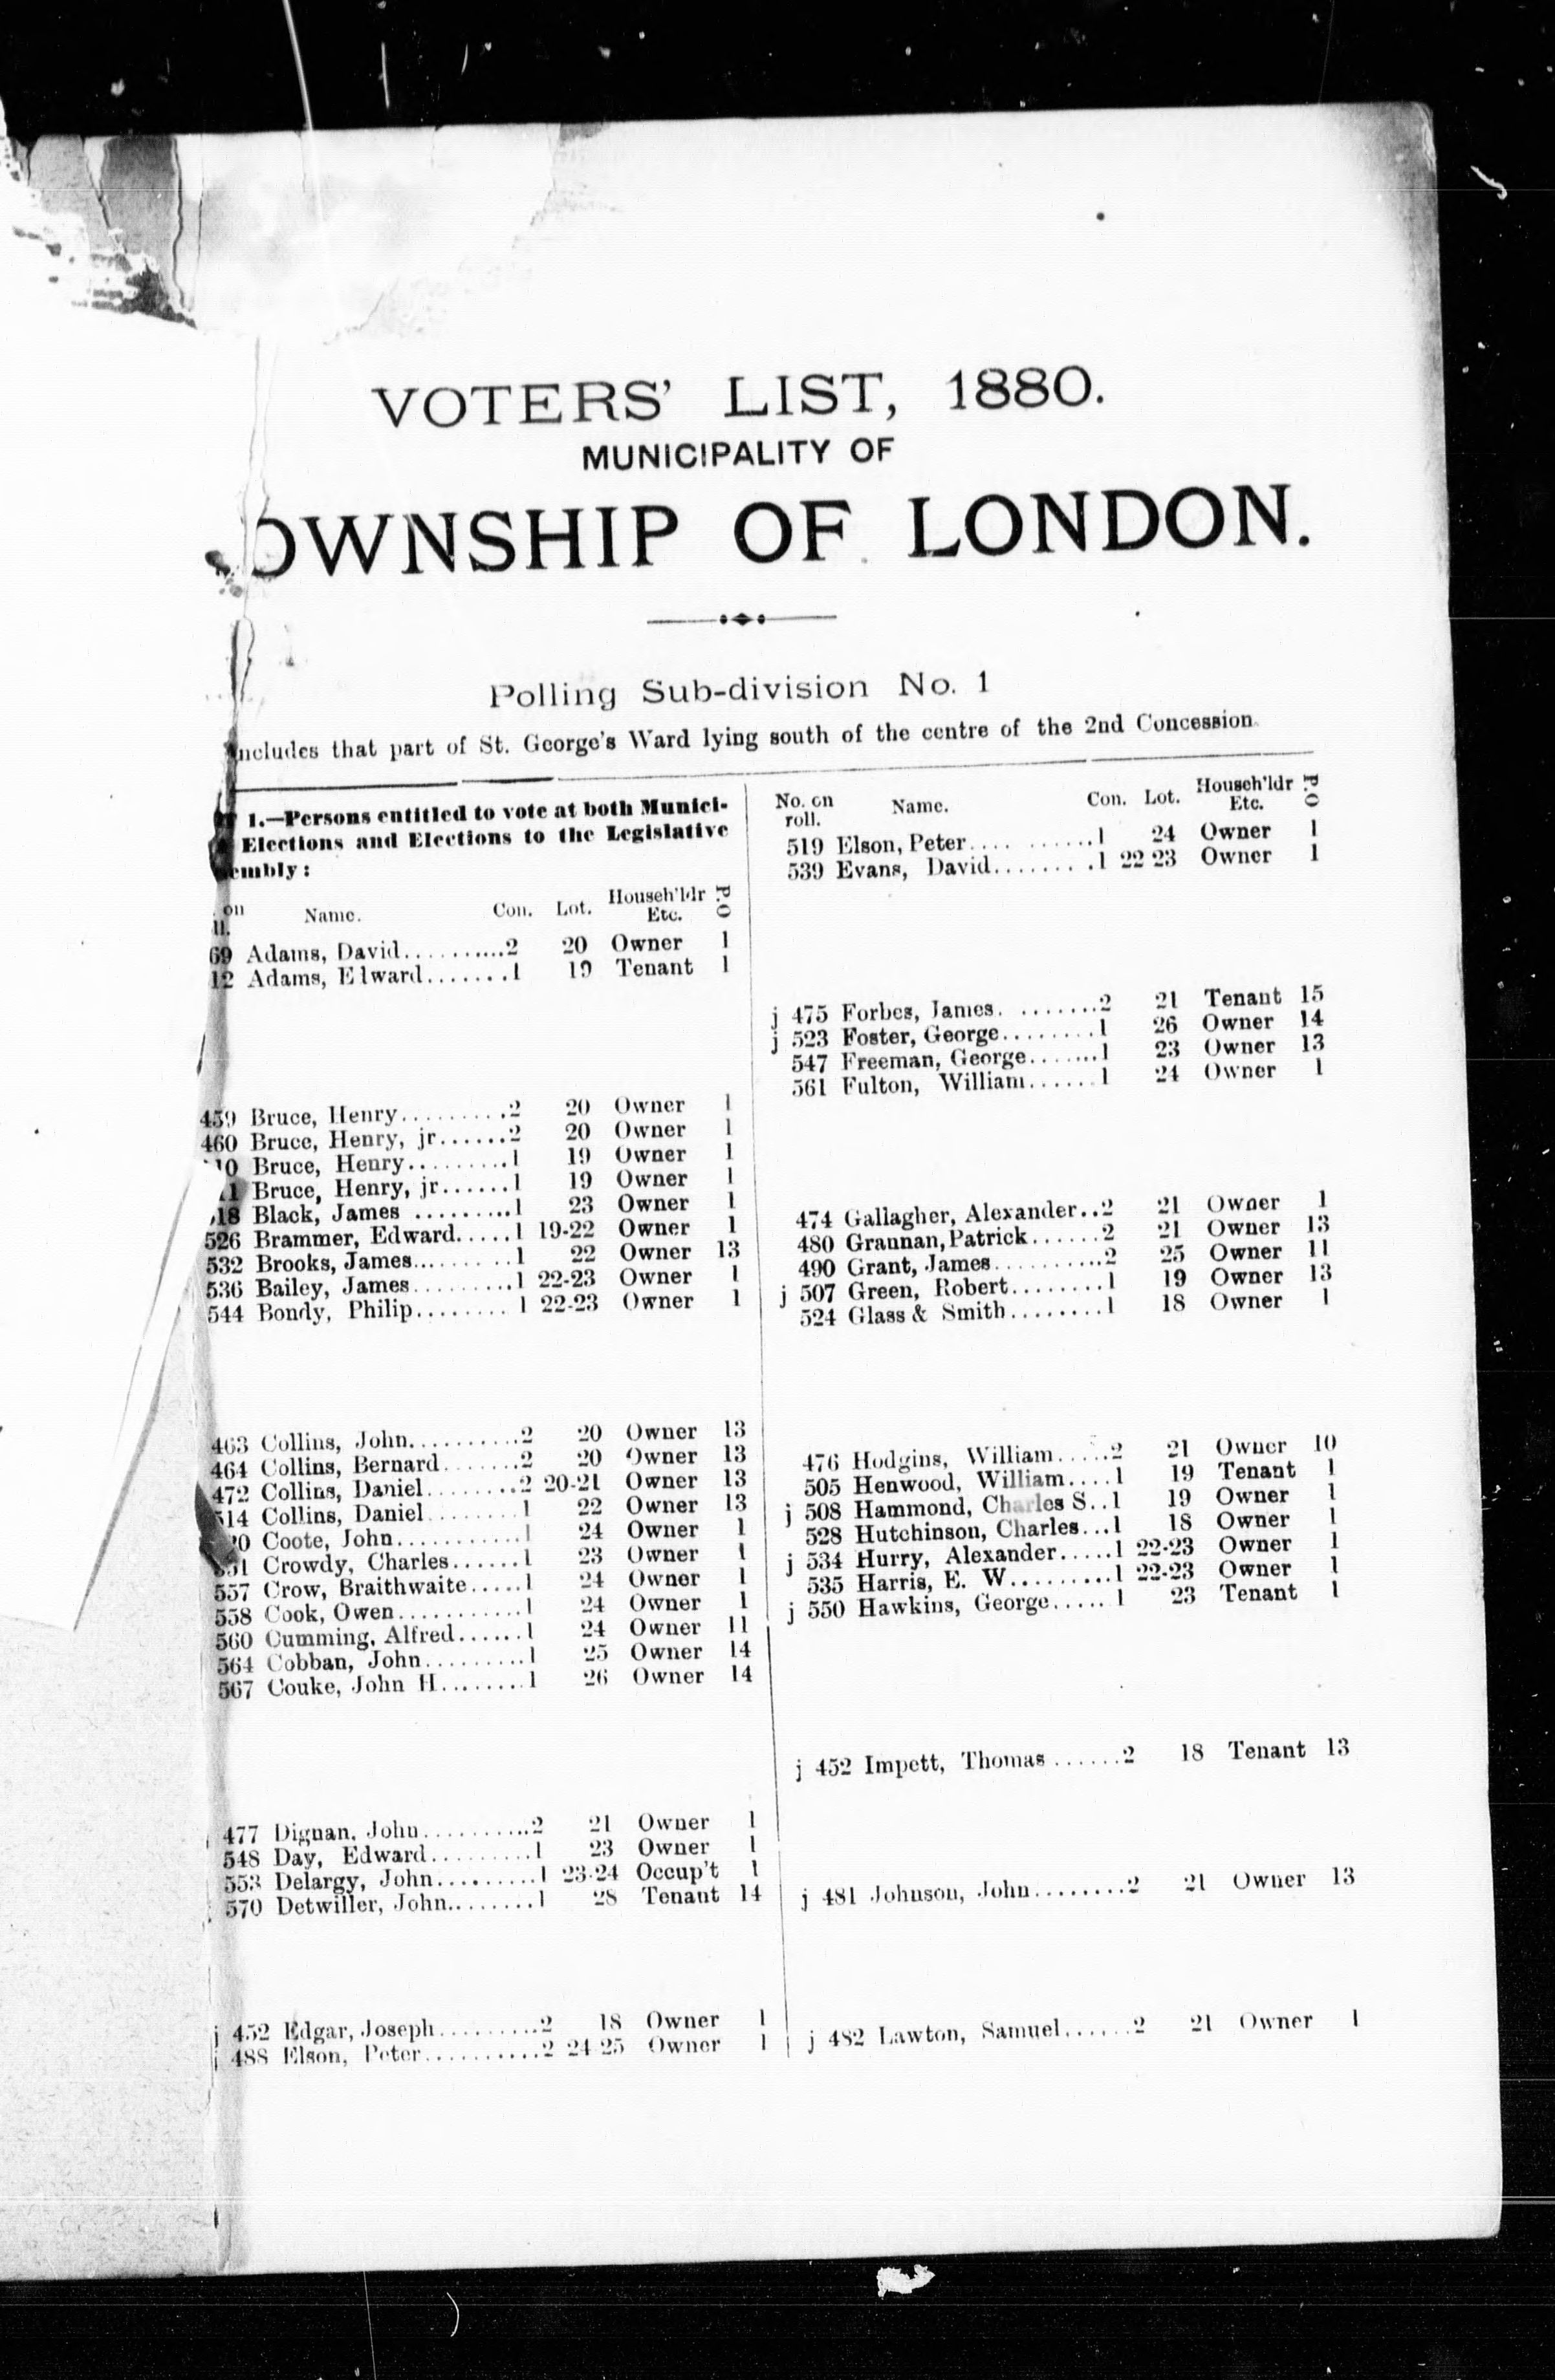 VOTERS' LIST, 1880.
MUNICIPALITY OF
OWNSHIP OF LONDON.
Polling Sub-division No. 1
Includes that part of St. George's Ward lying south of the centre of the 2nd Concession
1.—Persons entitled to vote at both Munici-
Elections and Elections to the Legislative
embly:
on Name. Con. Lot. Househ'ldr Etc. P.O
ll.
69 Adams, David..........2 20 Owner 1
12 Adams, Edward.......1 19 Tenant 1
459 Bruce, Henry.........2 20 Owner 1
460 Bruce, Henry, jr......2 20 Owner 1
10 Bruce, Henry.........1 19 Owner 1
11 Bruce, Henry, jr......1 19 Owner 1
518 Black, James .........1 23 Owner 1
526 Brammer, Edward.....1 19-22 Owner 1
532 Brooks, James.........1 22 Owner 13
536 Bailey, James.........1 22-23 Owner 1
544 Bondy, Philip........1 22-23 Owner 1
463 Collins, John..........2 20 Owner 13
464 Collins, Bernard.......2 20 Owner 13
472 Collins, Daniel........2 20-21 Owner 13
514 Collins, Daniel........1 22 Owner 13
20 Coote, John...........1 24 Owner 1
551 Crowdy, Charles......1 23 Owner 1
557 Crow, Braithwaite.....1 24 Owner 1
558 Cook, Owen...........1 24 Owner 1
560 Cumming, Alfred......1 24 Owner 11
564 Cobban, John.........1 25 Owner 14
567 Couke, John H........1 26 Owner 14
477 Dignan, John..........2 21 Owner 1
548 Day, Edward.........1 23 Owner 1
553 Delargy, John.........1 23-24 Occup't 1
570 Detwiller, John........1 28 Tenant 14
j 452 Edgar, Joseph.........2 18 Owner 1
j 488 Elson, Peter..........2 24-25 Owner 1
No. on roll. Name. Con. Lot. Househ'ldr Etc. P.O
519 Elson, Peter..........1 24 Owner 1
539 Evans, David.........1 22 23 Owner 1
j 475 Forbes, James. .......2 21 Tenant 15
j 523 Foster, George........1 26 Owner 14
547 Freeman, George.......1 23 Owner 13
561 Fulton, William......1 24 Owner 1
474 Gallagher, Alexander..2 21 Owner 1
480 Graunan, Patrick......2 21 Owner 13
490 Grant, James..........2 25 Owner 11
j 507 Green, Robert........1 19 Owner 13
524 Glass & Smith........1 18 Owner 1
476 Hodgins, William.....2 21 Owner 10
505 Henwood, William....1 19 Tenant 1
j 508 Hammond, Charles S..1 19 Owner 1
528 Hutchinson, Charles...1 18 Owner 1
j 534 Hurry, Alexander.....1 22-23 Owner 1
535 Harris, E. W.........1 22-23 Owner 1
j 550 Hawkins, George......1 23 Tenant 1
j 452 Impett, Thomas ......2 18 Tenant 13
j 481 Johnson, John........2 21 Owner 13
j 482 Lawton, Samuel......2 21 Owner 1